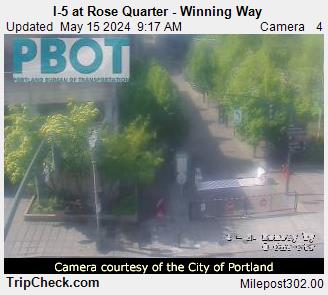 I-5 at Rose Quarter - Winning Way
Updated May 15 2024 9:17 AM Camera 4
PBOT
PORTLAND BUREAU OF TRANSPORTATION
Camera courtesy of the City of Portland
TripCheck.com Milepost302.00